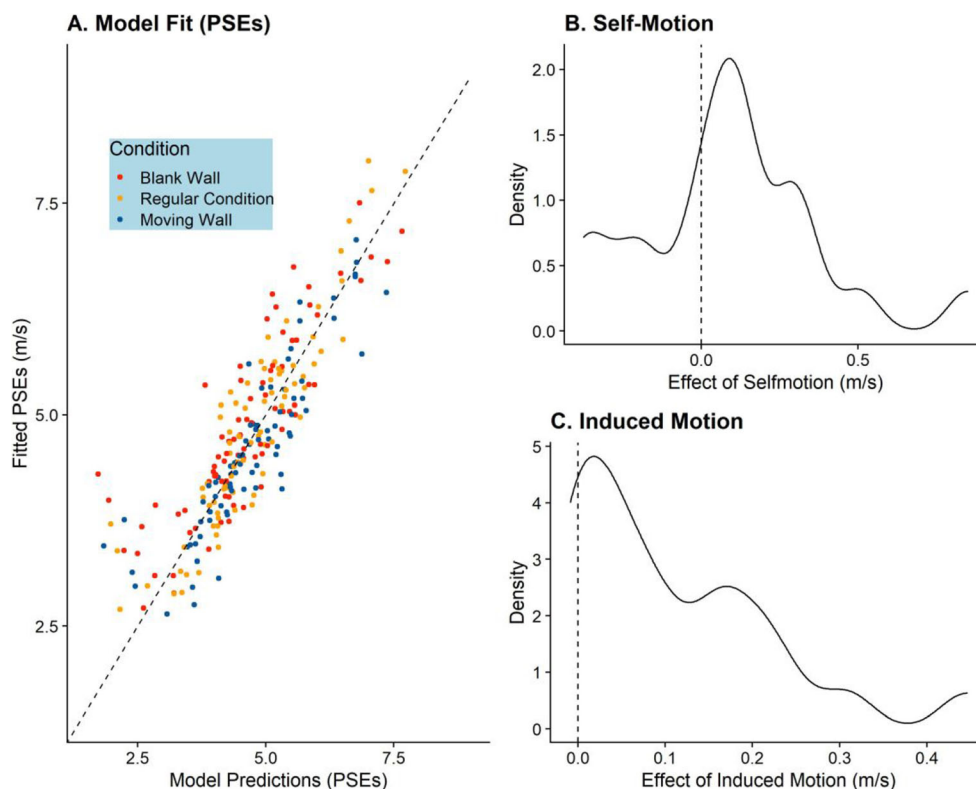 A. Model Fit (PSEs)
Fitted PSEs (m/s)
7.5
5.0
2.5
Condition
Blank Wall
Regular Condition
Moving Wall
2.5 5.0 7.5
Model Predictions (PSEs)
B. Self-Motion
Density
2.0
1.5
1.0
0.5
0.0
0.0 0.5
Effect of Selfmotion (m/s)
C. Induced Motion
Density
5
4
3
2
1
0
0.0 0.1 0.2 0.3 0.4
Effect of Induced Motion (m/s)